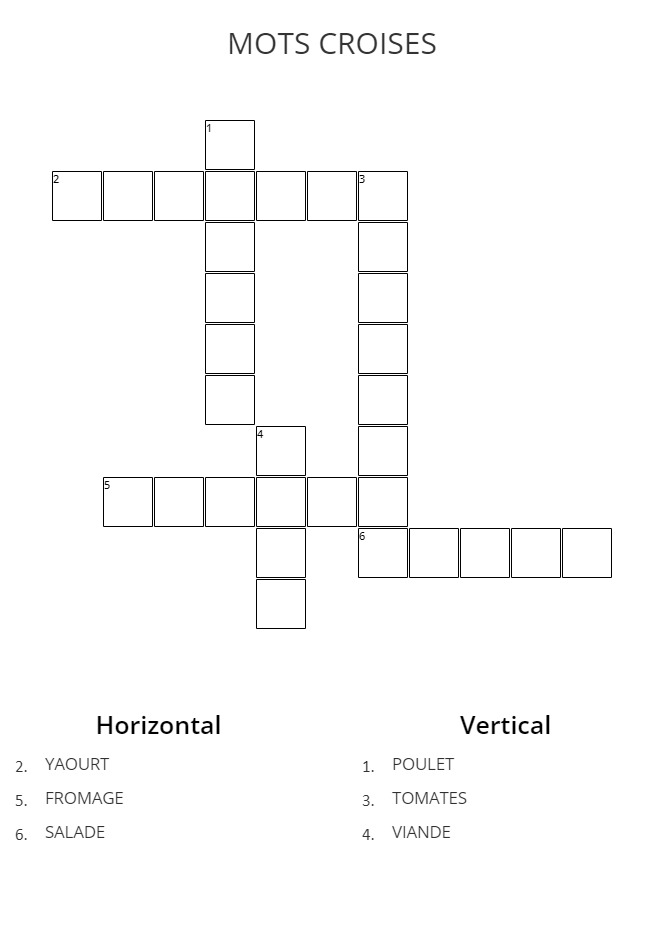 MOTS CROISES
1
2 3
4
5
6
Horizontal
2. YAOURT
5. FROMAGE
6. SALADE
Vertical
1. POULET
3. TOMATES
4. VIANDE